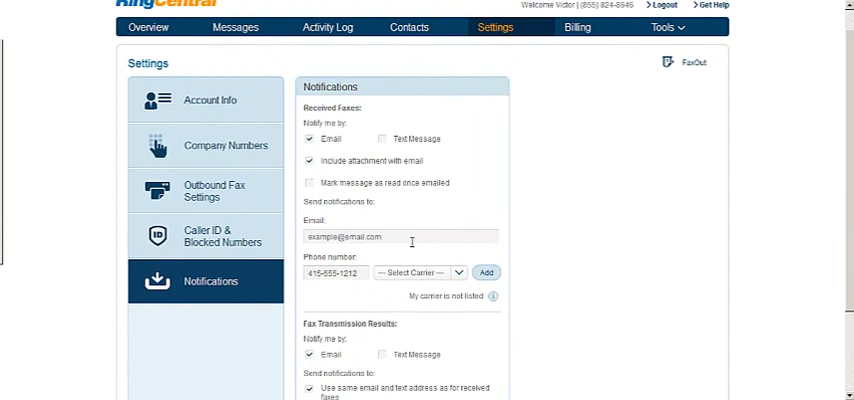 RingCentral
Welcome Victor | (855) 824-8546 Logout Get Help
Overview Messages Activity Log Contacts Settings Billing Tools
Settings
FaxOut
Account Info
Company Numbers
Outbound Fax
Settings
Caller ID &
Blocked Numbers
Notifications
Notifications
Received Faxes:
Notify me by:
Email Text Message
Include attachment with email
Mark message as read once emailed
Send notifications to:
Email:
example@email.com
Phone number:
415-555-1212 --- Select Carrier --- Add
My carrier is not listed
Fax Transmission Results:
Notify me by:
Email Text Message
Send notifications to:
Use same email and text address as for received
faxes